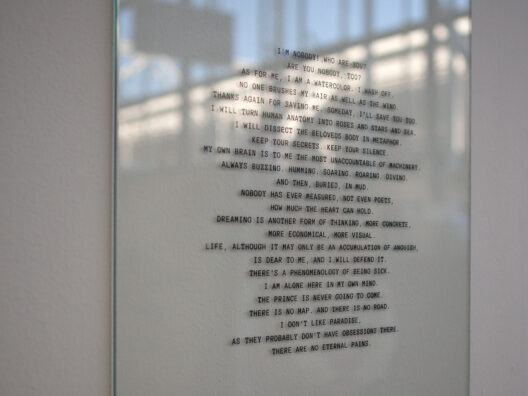 I'M NOBODY! WHO ARE YOU?
ARE YOU NOBODY, TOO?
AS FOR ME, I AM A WATERCOLOR. I WASH OFF.
NO ONE BRUSHES MY HAIR AS WELL AS THE WIND.
THANKS AGAIN FOR SAVING ME. SOMEDAY, I'LL SAVE YOU TOO.
I WILL TURN HUMAN ANATOMY INTO ROSES AND STARS AND SEA.
I WILL DISSECT THE BELOVEDS BODY IN METAPHOR.
KEEP YOUR SECRETS. KEEP YOUR SILENCE.
MY OWN BRAIN IS TO ME THE MOST UNACCOUNTABLE OF MACHINERY
ALWAYS BUZZING, HUMMING, SOARING, ROARING, DIVING
AND THEN, BURIED, IN MUD.
NOBODY HAS EVER MEASURED, NOT EVEN POETS,
HOW MUCH THE HEART CAN HOLD.
DREAMING IS ANOTHER FORM OF THINKING, MORE CONCRETE,
MORE ECONOMICAL, MORE VISUAL.
LIFE, ALTHOUGH IT MAY ONLY BE AN ACCUMULATION OF ANGUISH,
IS DEAR TO ME, AND I WILL DEFEND IT.
THERE'S A PHENOMENOLOGY OF BEING SICK.
I AM ALONE HERE IN MY OWN MIND.
THE PRINCE IS NEVER GOING TO COME.
THERE IS NO MAP. AND THERE IS NO ROAD.
I DON'T LIKE PARADISE,
AS THEY PROBABLY DON'T HAVE OBSESSIONS THERE.
THERE ARE NO ETERNAL PAINS.